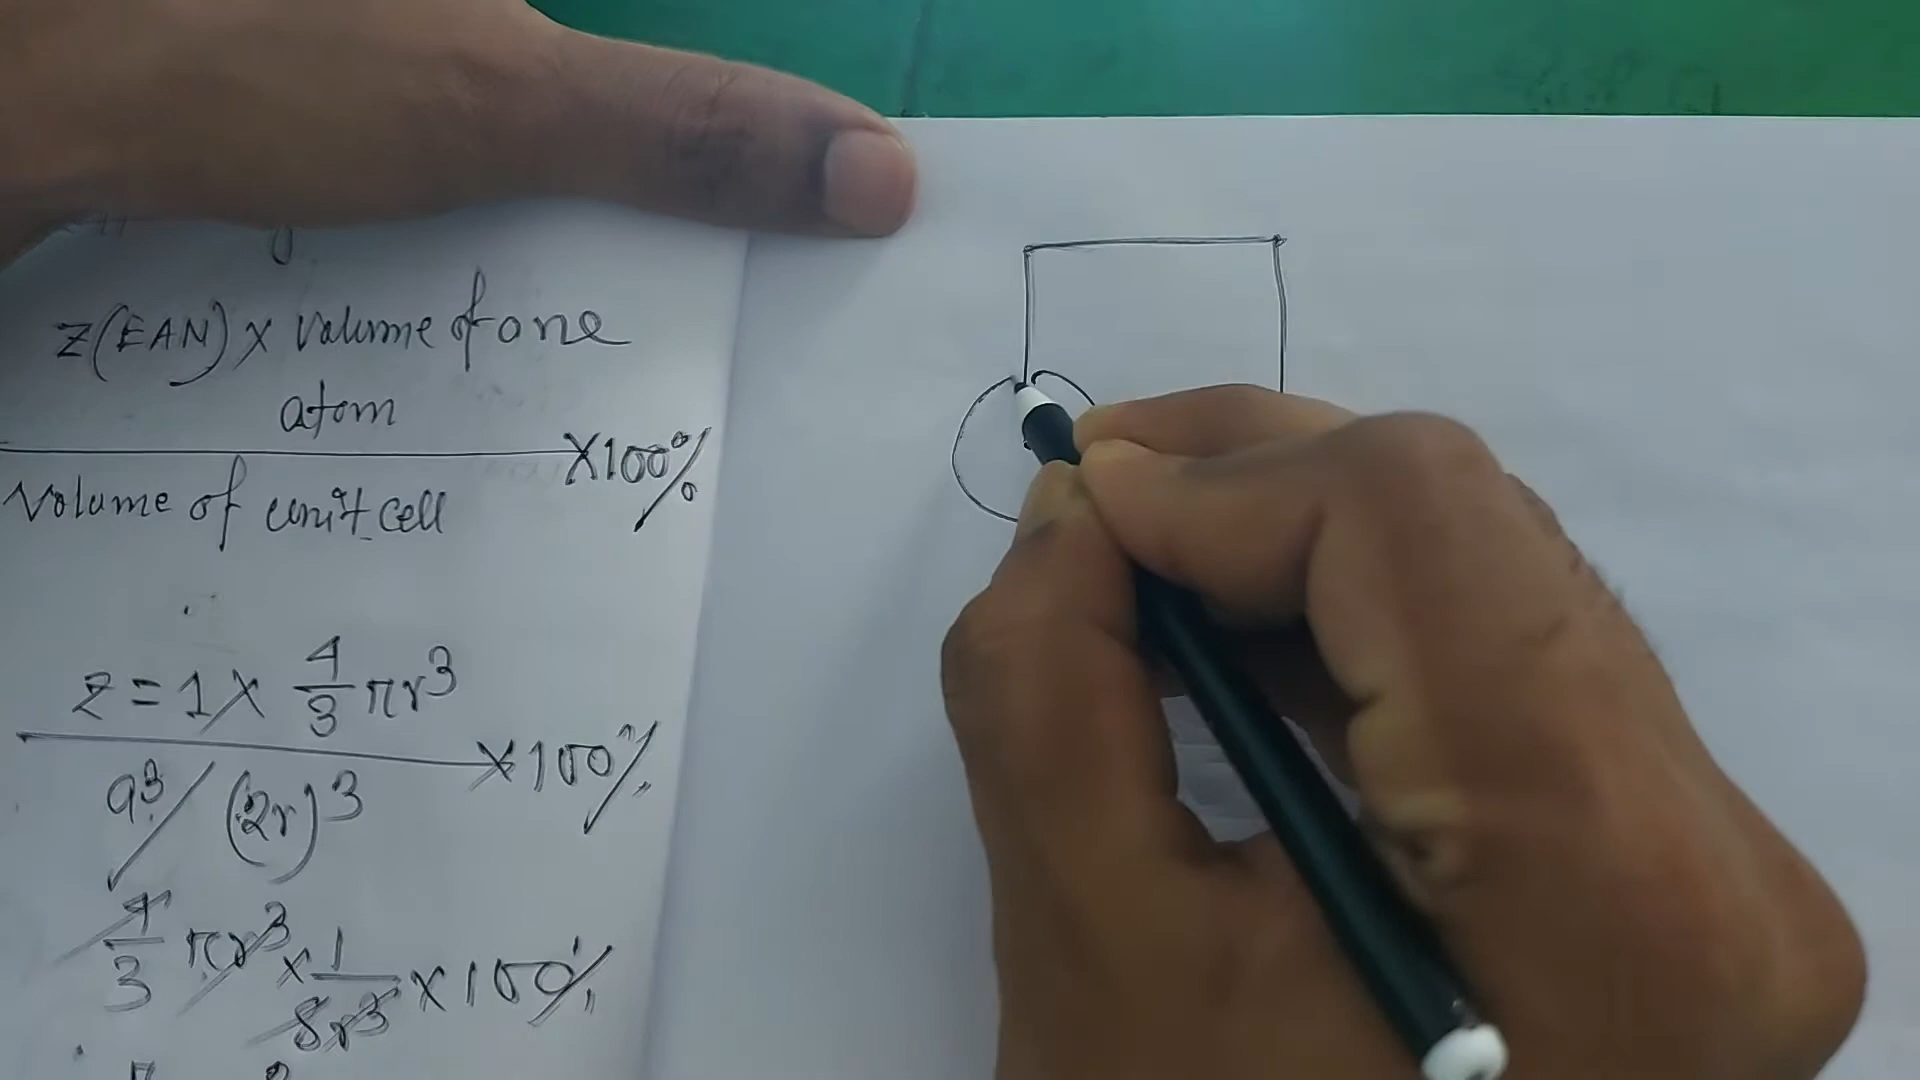 Z(EAN) x Volume of one
atom
x100%
Volume of unit cell
z = 1 x 4/3 πr³
x100%
a³/(2r)³
4/3 πr³ x 1/8r³ x 100%